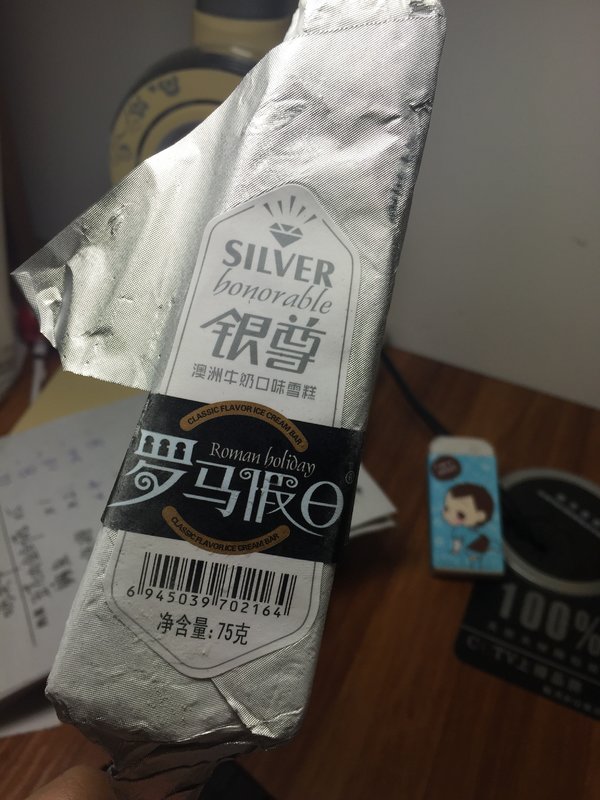 SILVER
honorable
银尊
澳洲牛奶口味雪糕
CLASSIC FLAVOR ICE CREAM BAR
Roman holiday
罗马假日®
CLASSIC FLAVOR ICE CREAM BAR
6 945039 702164
净含量:75克
100%